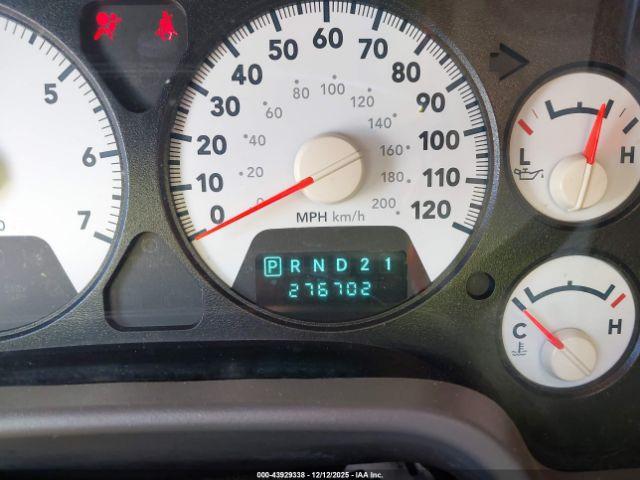 5
6
7
0
0 10 20 30 40 50 60 70 80 90 100 110 120
0 20 40 60 80 100 120 140 160 180 200
MPH km/h
P R N D 2 1
276702
L H
C H
000-43929338 - 12/12/2025 - IAA Inc.